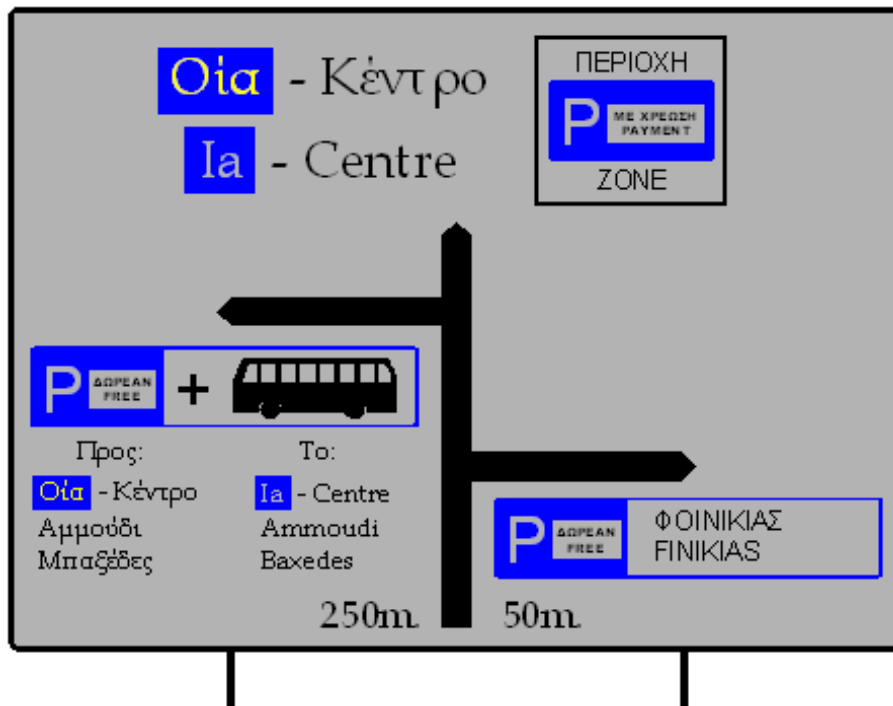 Οία - Κέντρο
Ia - Centre
ΠΕΡΙΟΧΗ
P ΜΕ ΧΡΕΩΣΗ
PAYMENT
ZONE
P ΔΩΡΕΑΝ
FREE
+
Προς:
Οία - Κέντρο
Αμμούδι
Μπαξέδες
To:
Ia - Centre
Ammoudi
Baxedes
P ΔΩΡΕΑΝ
FREE
ΦΟΙΝΙΚΙΑΣ
FINIKIAS
250m.
50m.